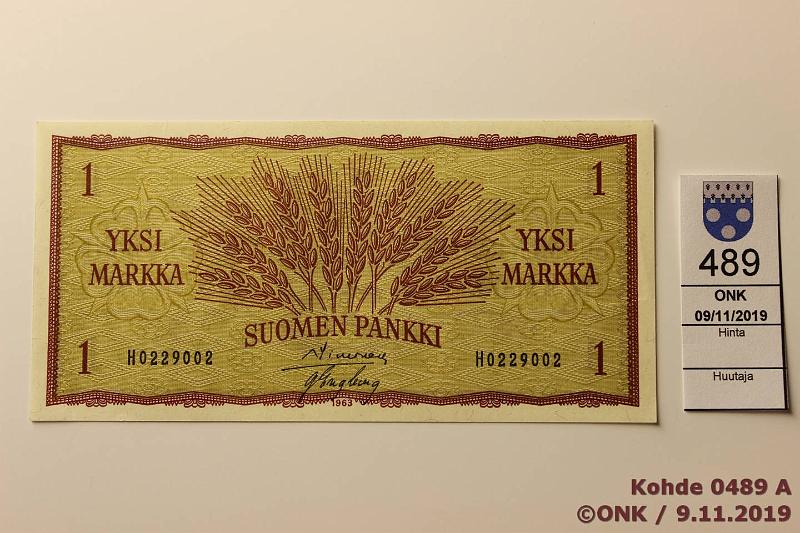 1
1
YKSI
MARKKA
YKSI
MARKKA
SUOMEN PANKKI
1
H0229002
H0229002
1
1963
489
ONK
09/11/2019
Hinta
Huutaja
Kohde 0489 A
©ONK / 9.11.2019